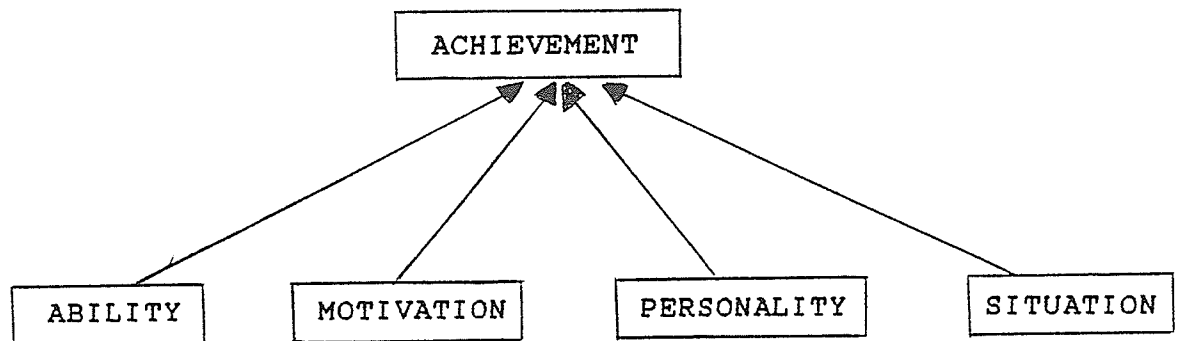 ACHIEVEMENT
ABILITY
MOTIVATION
PERSONALITY
SITUATION